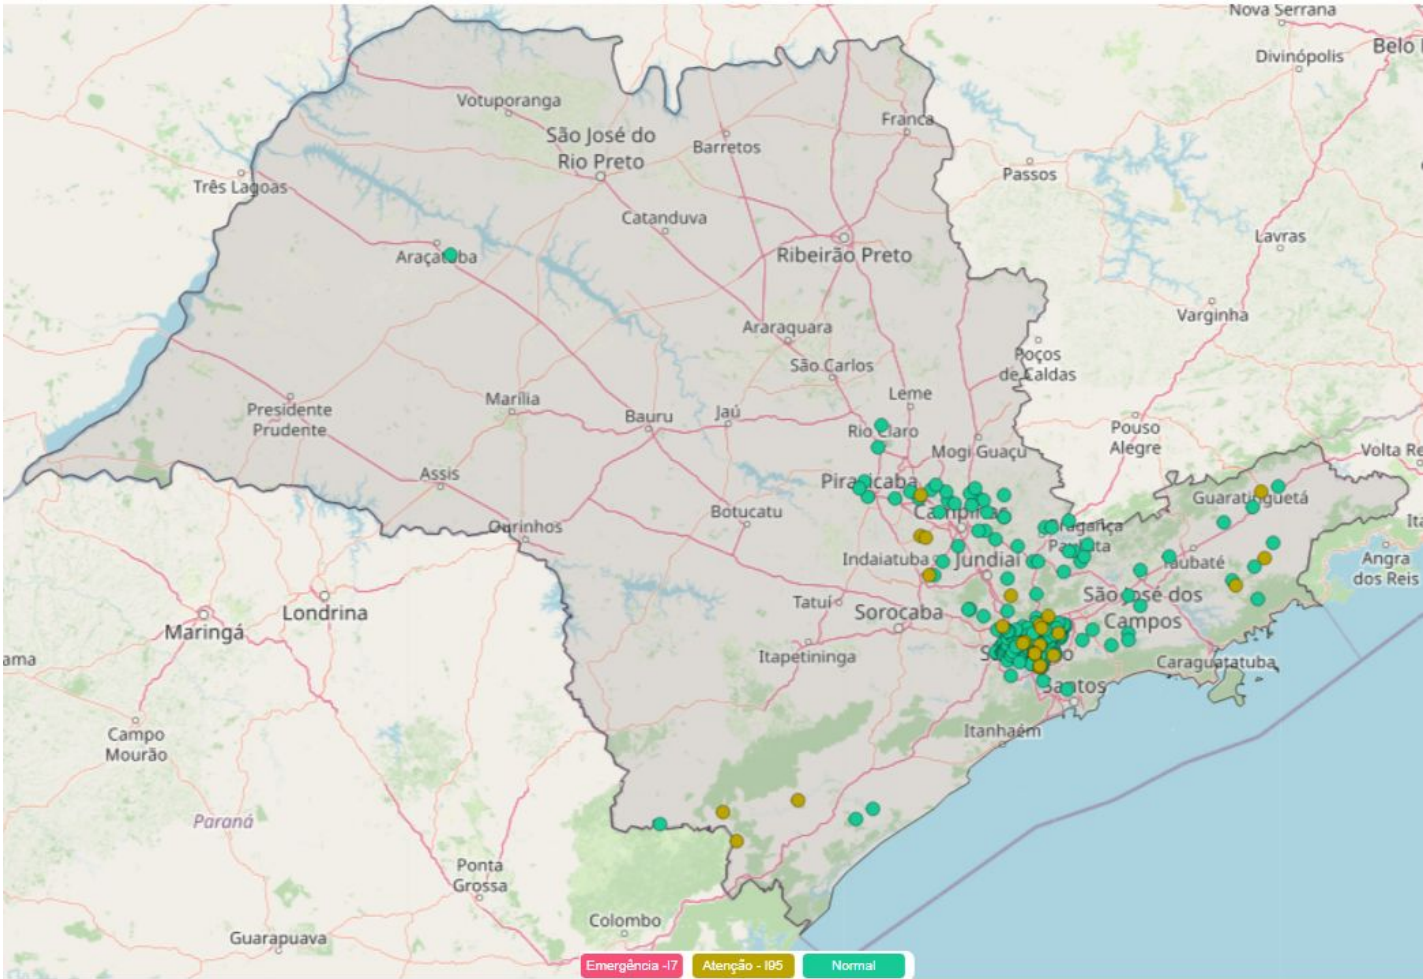 Nova Serrana
Belo
Divinópolis
Votuporanga
São José do
Rio Preto
Franca
Barretos
Passos
Três Lagoas
Catanduva
Lavras
Araçatuba
Ribeirão Preto
Varginha
Araraquara
Poços
de Caldas
São Carlos
Leme
Presidente
Prudente
Marília
Bauru
Jaú
Rio Claro
Pouso
Alegre
Mogi Guaçu
Volta Re
Assis
Piracicaba
Guaratinguetá
Botucatu
Campinas
Ourinhos
Bragança
Paulista
Indaiatuba
Jundiaí
Taubaté
Angra
dos Reis
Londrina
Maringá
Tatuí
Sorocaba
São José dos
Campos
ama
Itapetininga
São Paulo
Caraguatatuba
Santos
Campo
Mourão
Itanhaém
Paraná
Ponta
Grossa
Colombo
Guarapuava
Emergência -I7
Atenção - I95
Normal